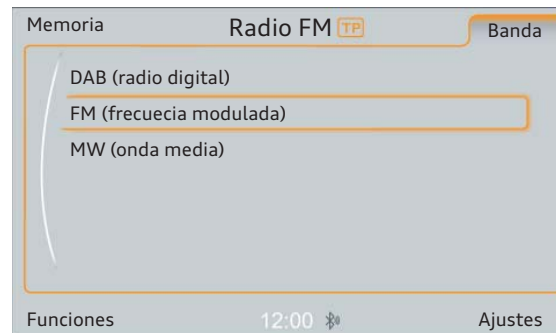 Memoria
Radio FM TP
Banda
DAB (radio digital)
FM (frecuecia modulada)
MW (onda media)
Funciones
12:00
Ajustes